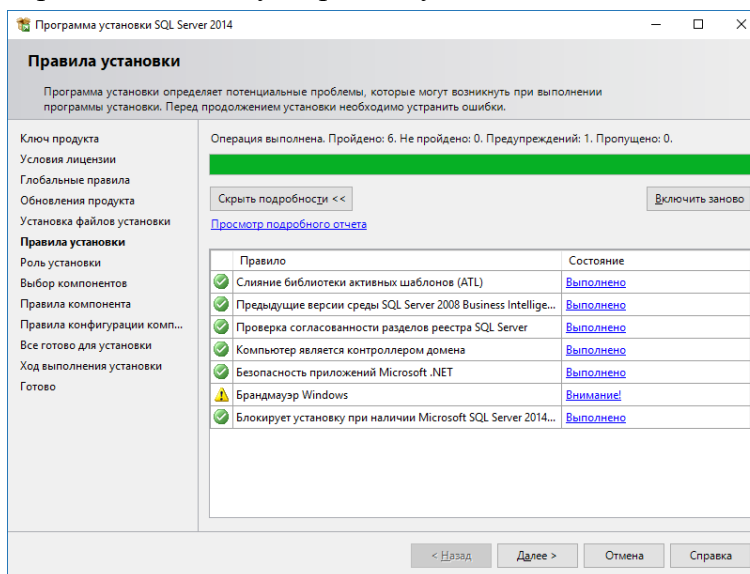 Программа установки SQL Server 2014
Правила установки
Программа установки определяет потенциальные проблемы, которые могут возникнуть при выполнении
программы установки. Перед продолжением установки необходимо устранить ошибки.
Ключ продукта
Условия лицензии
Глобальные правила
Обновления продукта
Установка файлов установки
Правила установки
Роль установки
Выбор компонентов
Правила компонента
Правила конфигурации комп...
Все готово для установки
Ход выполнения установки
Готово
Операция выполнена. Пройдено: 6. Не пройдено: 0. Предупреждений: 1. Пропущено: 0.
Скрыть подробности <<
Включить заново
Просмотр подробного отчета
Правило Состояние
Слияние библиотеки активных шаблонов (ATL) Выполнено
Предыдущие версии среды SQL Server 2008 Business Intellige... Выполнено
Проверка согласованности разделов реестра SQL Server Выполнено
Компьютер является контроллером домена Выполнено
Безопасность приложений Microsoft .NET Выполнено
Брандмауэр Windows Внимание!
Блокирует установку при наличии Microsoft SQL Server 2014... Выполнено
< Назад Далее > Отмена Справка